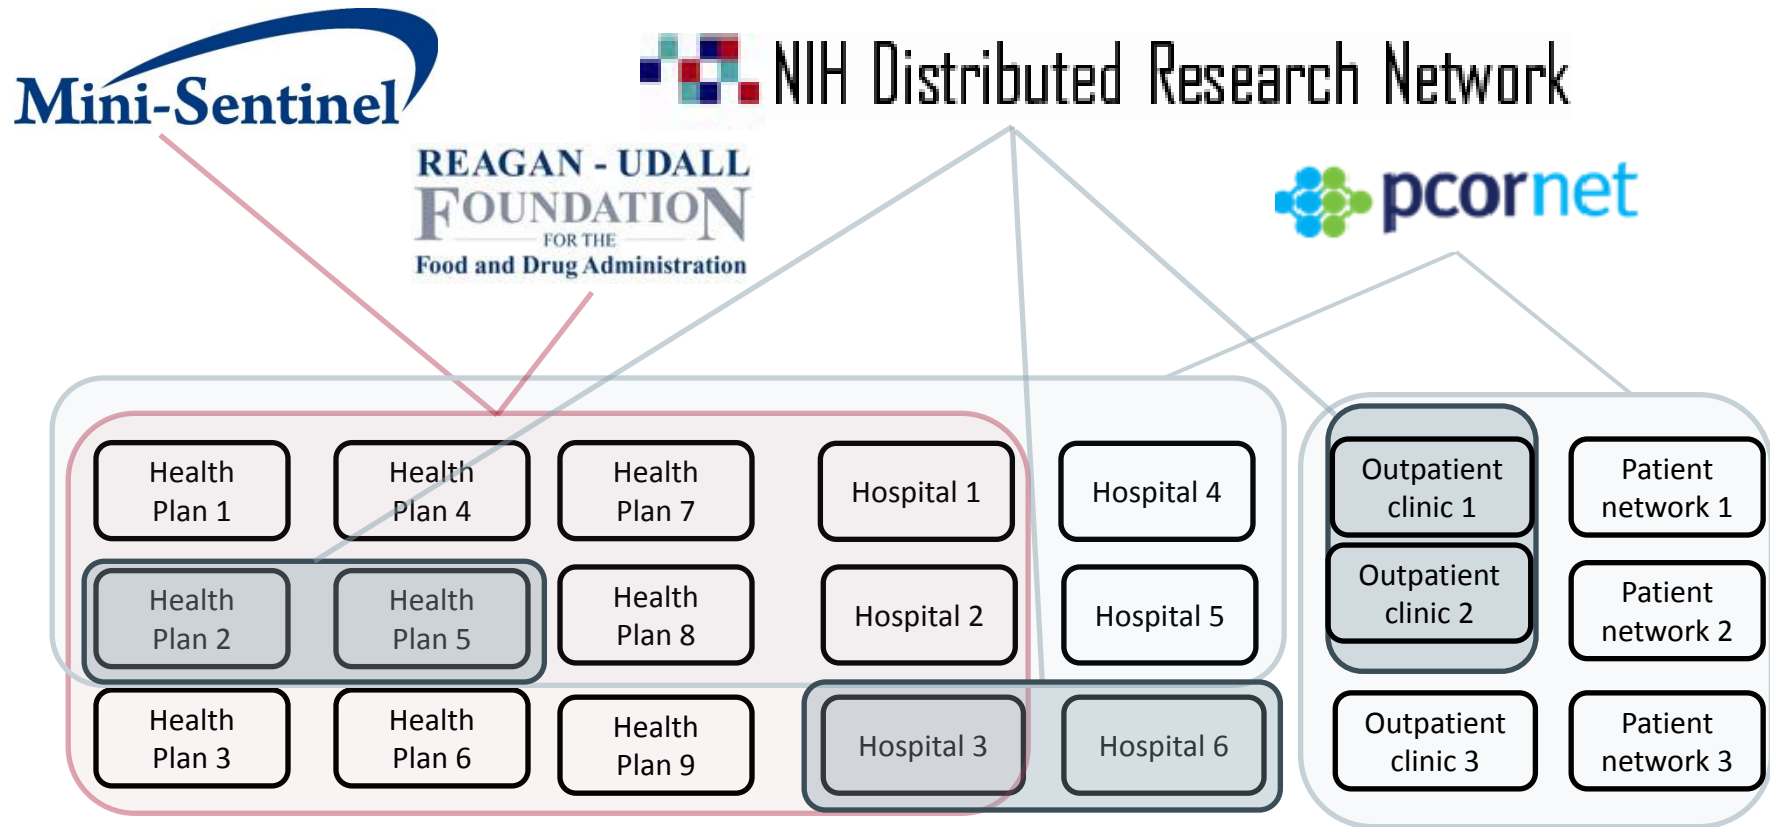 Mini-Sentinel
NIH Distributed Research Network
REAGAN - UDALL
FOUNDATION
FOR THE
Food and Drug Administration
pcornet
Health
Plan 1
Health
Plan 4
Health
Plan 7
Hospital 1
Hospital 4
Outpatient
clinic 1
Patient
network 1
Health
Plan 2
Health
Plan 5
Health
Plan 8
Hospital 2
Hospital 5
Outpatient
clinic 2
Patient
network 2
Health
Plan 3
Health
Plan 6
Health
Plan 9
Hospital 3
Hospital 6
Outpatient
clinic 3
Patient
network 3